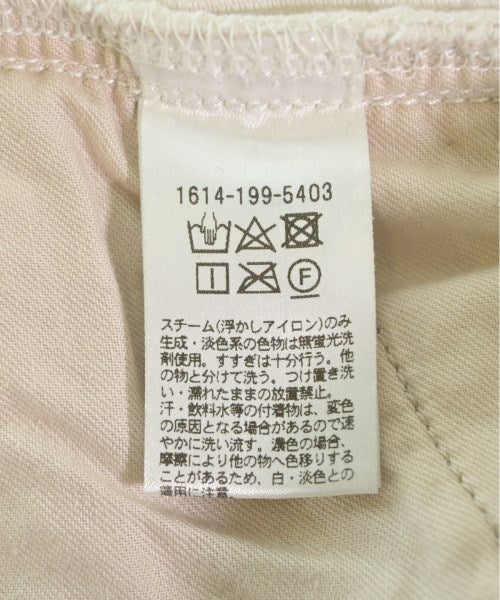 1614-199-5403
F
スチーム(浮かしアイロン)のみ
生成・淡色系の色物は無蛍光洗
剤使用。すすぎは十分行う。他
の物と分けて洗う。つけ置き洗
い・濡れたままの放置禁止。
汗・飲料水等の付着物は、変色
の原因となる場合があるので速
やかに洗い流す。濃色の場合、
摩擦により他の物へ色移りする
ことがあるため、白・淡色との
着用に注意。